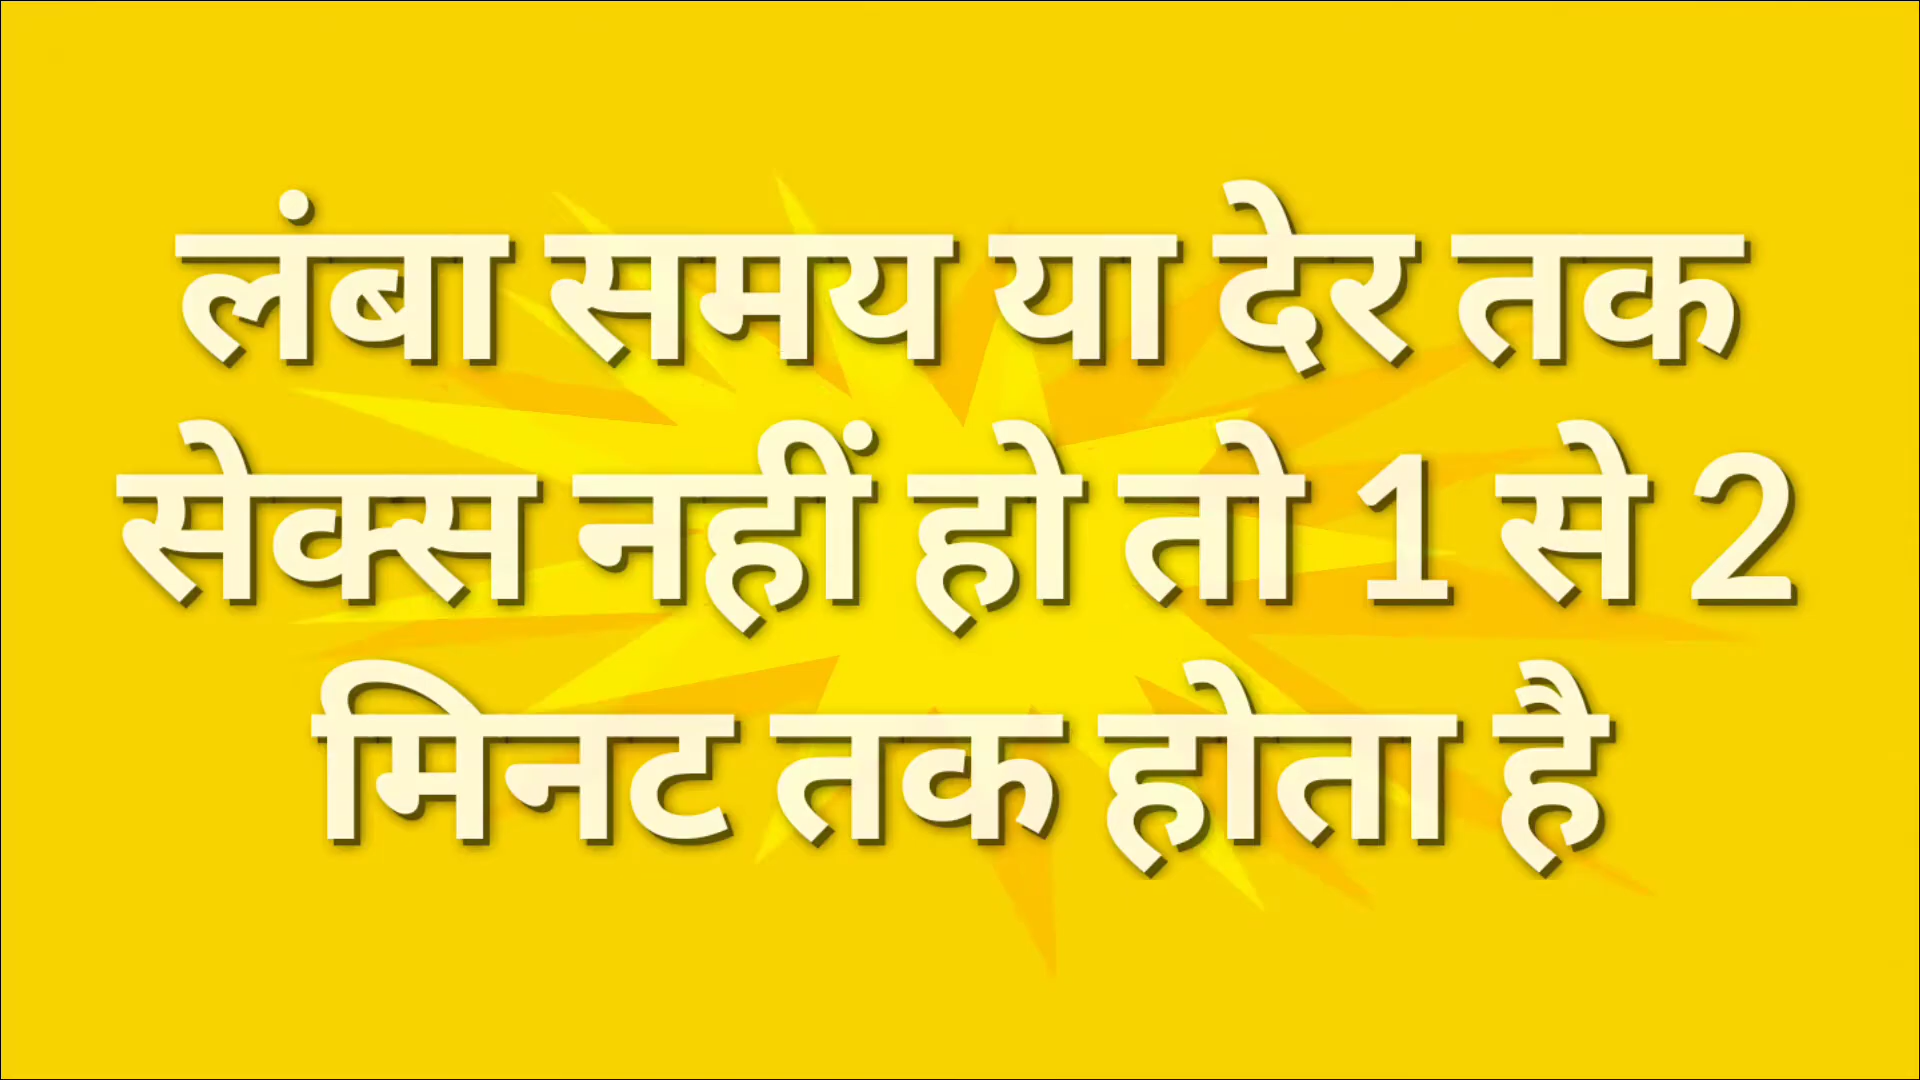 लंबा समय या देर तक
सेक्स नहीं हो तो 1 से 2
मिनट तक होता है